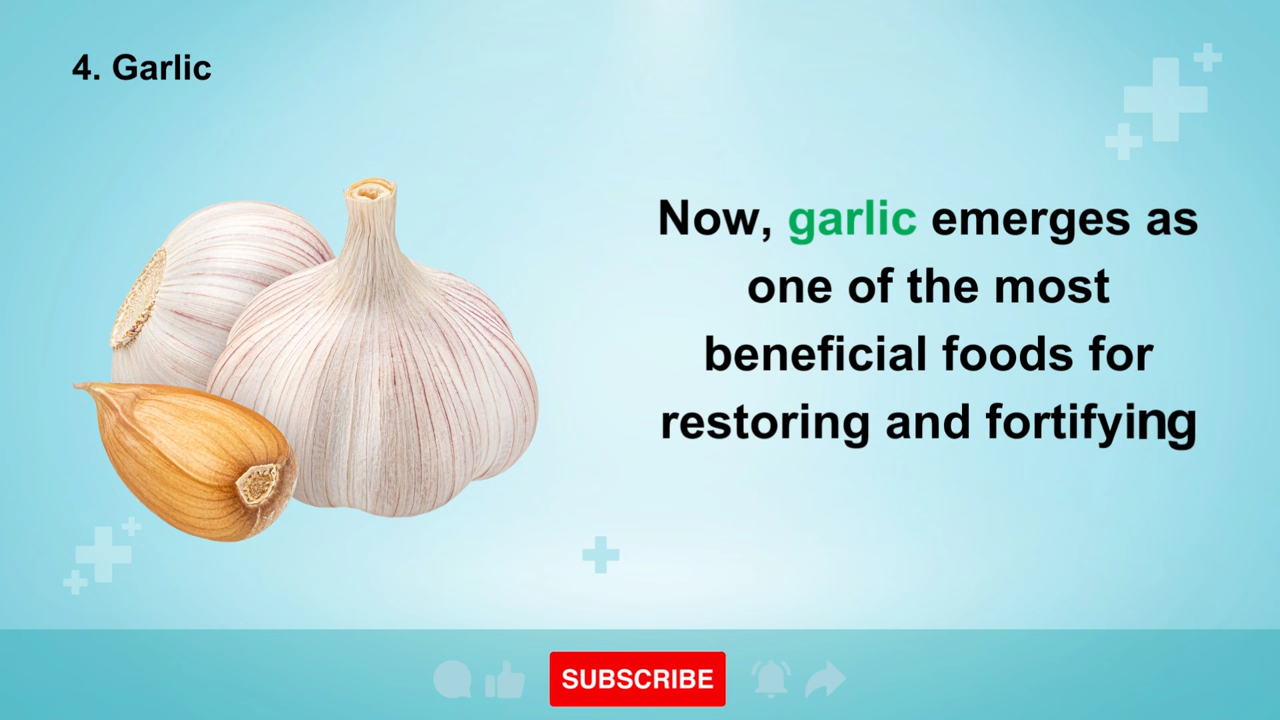 4. Garlic
Now, garlic emerges as
one of the most
beneficial foods for
restoring and fortifying
SUBSCRIBE